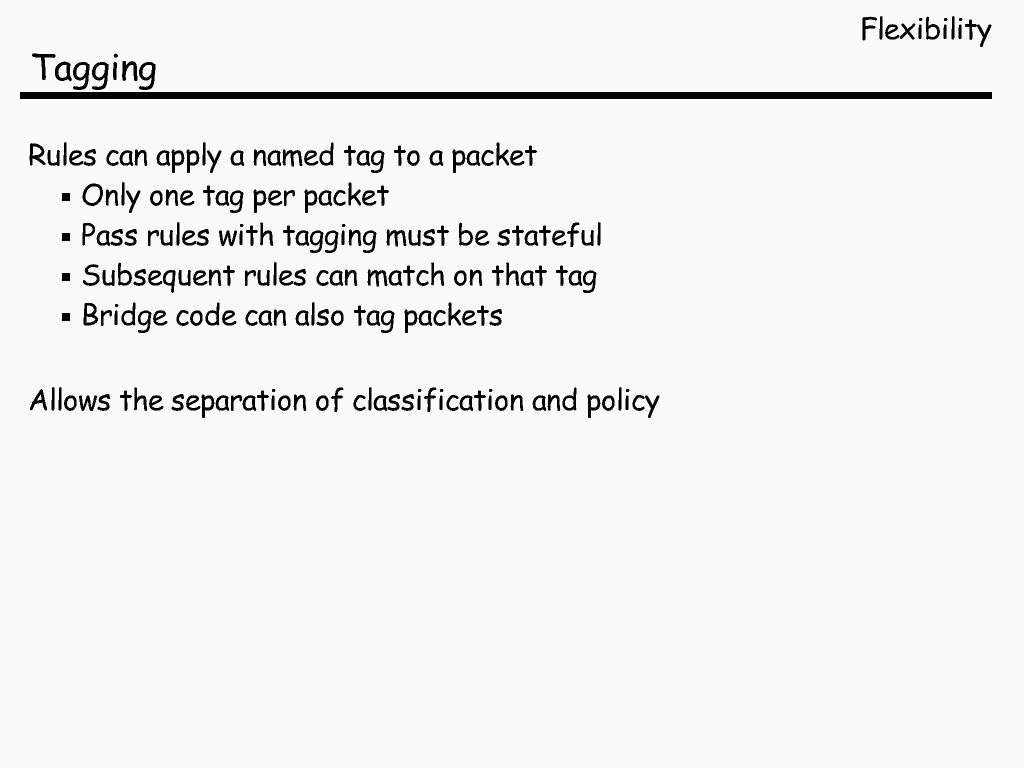 Flexibility
Tagging
Rules can apply a named tag to a packet
▪ Only one tag per packet
▪ Pass rules with tagging must be stateful
▪ Subsequent rules can match on that tag
▪ Bridge code can also tag packets
Allows the separation of classification and policy